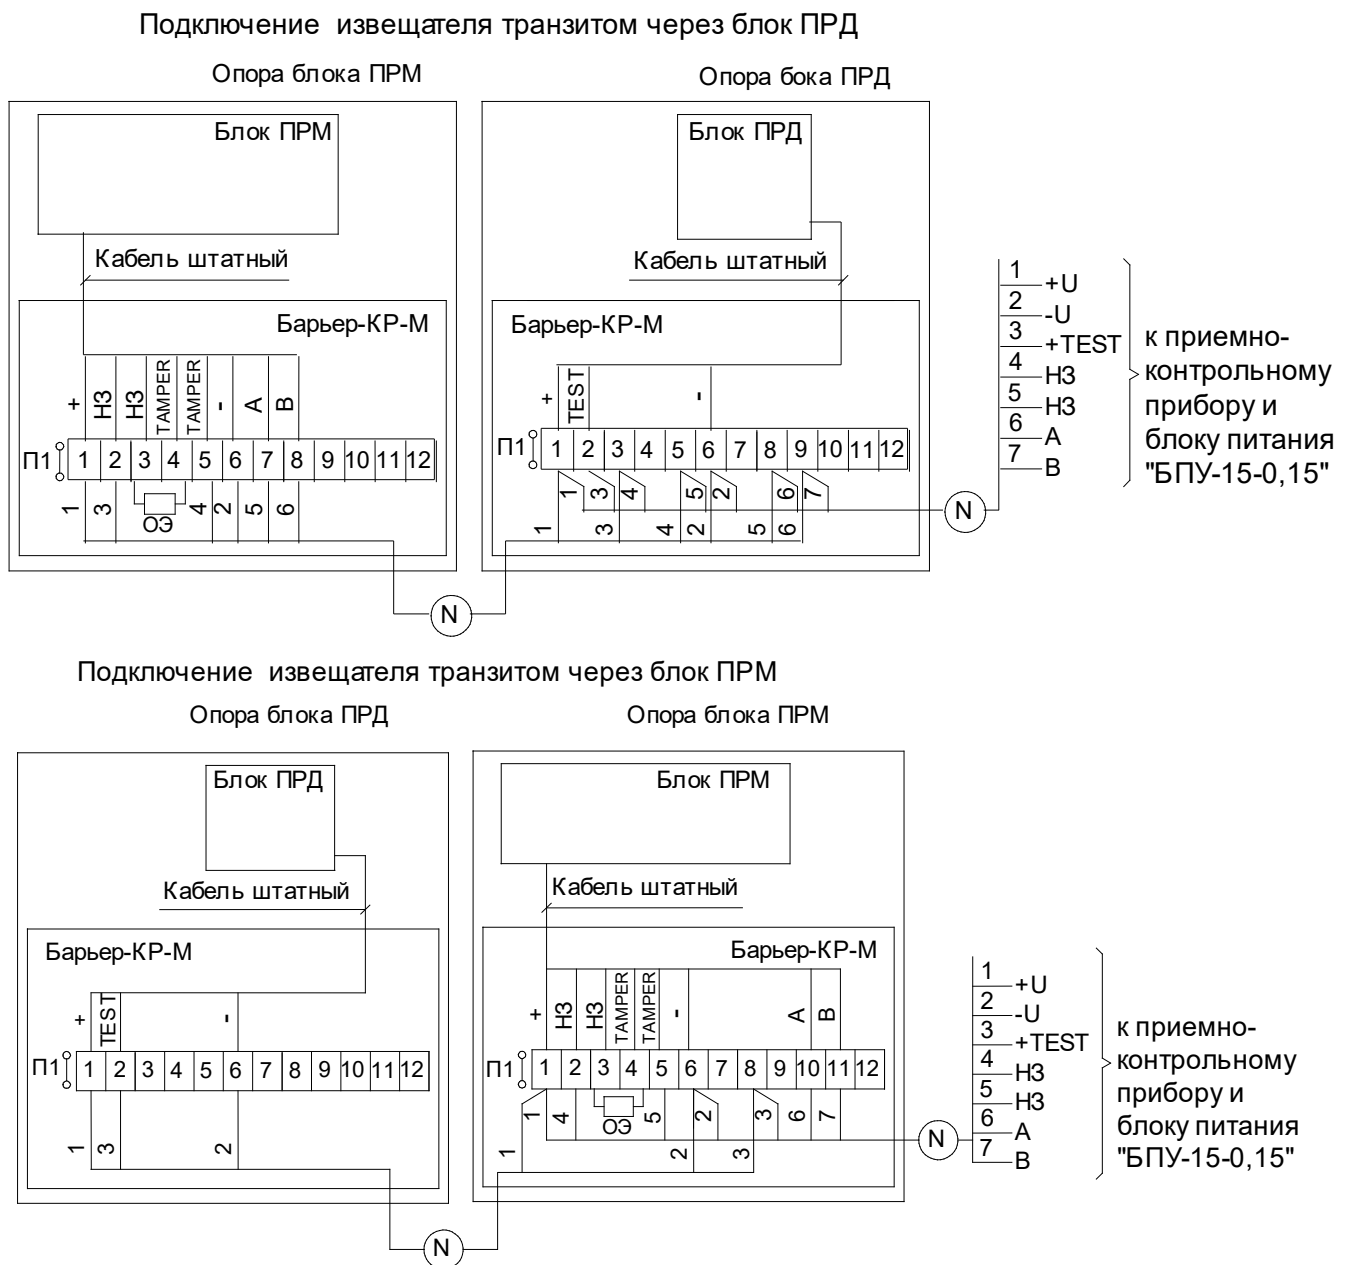 Подключение извещателя транзитом через блок ПРД
Опора блока ПРМ
Опора бока ПРД
Блок ПРМ
Блок ПРД
Кабель штатный
Кабель штатный
Барьер-КР-М
Барьер-КР-М
+ НЗ НЗ TAMPER TAMPER - A B
+ TEST -
П1 1 2 3 4 5 6 7 8 9 10 11 12
П1 1 2 3 4 5 6 7 8 9 10 11 12
1 3 ОЭ 4 2 5 6
1 3 4 5 2 6 7
1 3 4 2 5 6
N
N
1 +U
2 -U
3 +TEST
4 НЗ
5 НЗ
6 A
7 B
к приемно-
контрольному
прибору и
блоку питания
"БПУ-15-0,15"
Подключение извещателя транзитом через блок ПРМ
Опора блока ПРД
Опора блока ПРМ
Блок ПРД
Блок ПРМ
Кабель штатный
Кабель штатный
Барьер-КР-М
Барьер-КР-М
+ TEST -
+ НЗ НЗ TAMPER TAMPER - A B
П1 1 2 3 4 5 6 7 8 9 10 11 12
П1 1 2 3 4 5 6 7 8 9 10 11 12
1 3 2
1 4 ОЭ 5 2 3 6 7
1 2 3
N
N
1 +U
2 -U
3 +TEST
4 НЗ
5 НЗ
6 A
7 B
к приемно-
контрольному
прибору и
блоку питания
"БПУ-15-0,15"